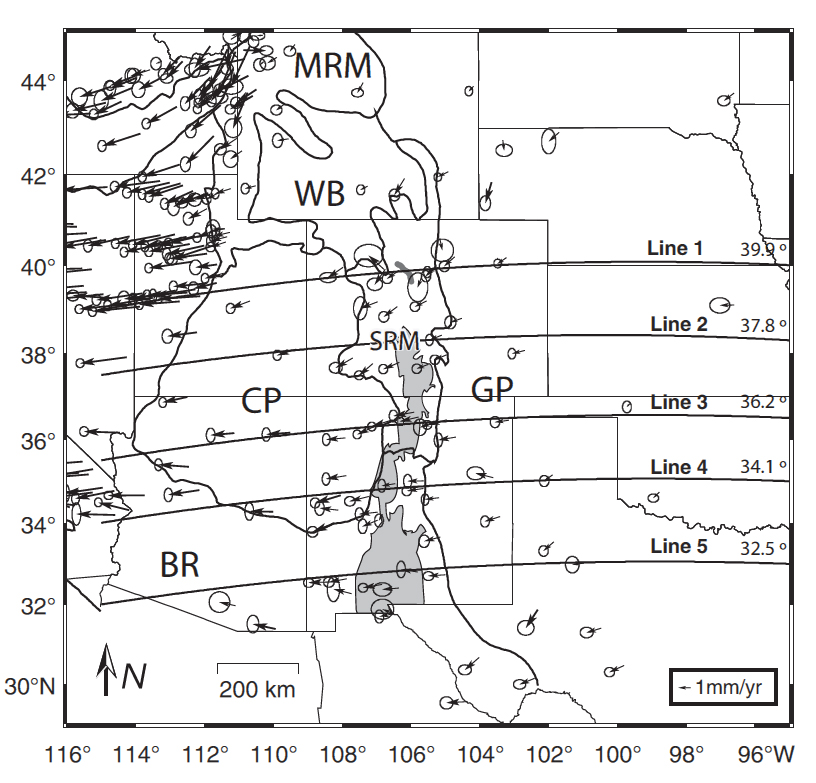 44°
42°
40°
38°
36°
34°
32°
30°N
MRM
WB
SRM
CP
GP
BR
Line 1 39.9 º
Line 2 37.8 º
Line 3 36.2 º
Line 4 34.1 º
Line 5 32.5 º
N
200 km
1mm/yr
116° 114° 112° 110° 108° 106° 104° 102° 100° 98° 96°W